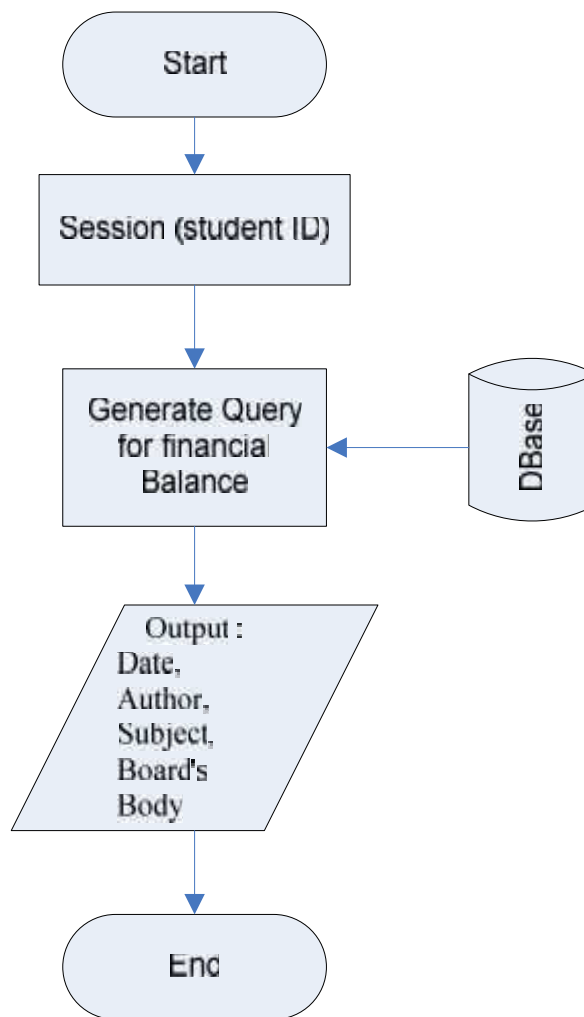 Start
Session (student ID)
Generate Query
for financial
Balance
DBase
Output :
Date,
Author,
Subject,
Board's
Body
End